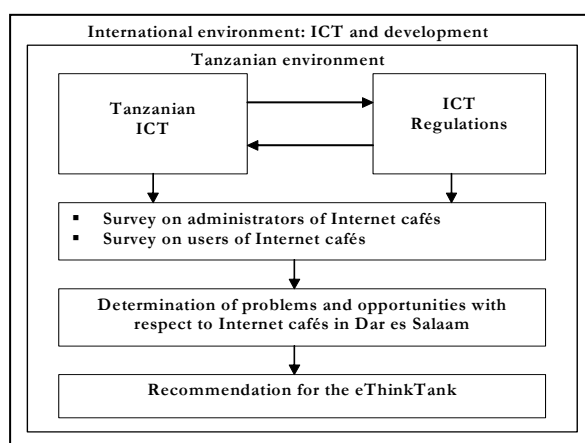 International environment: ICT and development
Tanzanian environment
Tanzanian
ICT
ICT
Regulations
▪ Survey on administrators of Internet cafés
▪ Survey on users of Internet cafés
Determination of problems and opportunities with
respect to Internet cafés in Dar es Salaam
Recommendation for the eThinkTank